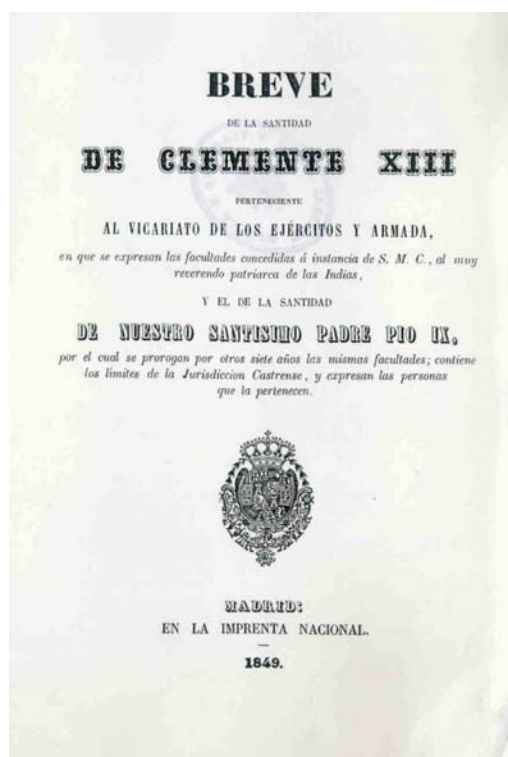 BREVE
DE LA SANTIDAD
DE CLEMENTE XIII
PERTENECIENTE
AL VICARIATO DE LOS EJÉRCITOS Y ARMADA,
en que se expresan las facultades concedidas á instancia de S. M. C., al muy
reverendo patriarca de las Indias,
Y EL DE LA SANTIDAD
DE NUESTRO SANTISIMO PADRE PIO IX,
por el cual se prorogan por otros siete años las mismas facultades; contiene
los limites de la Jurisdiccion Castrense, y expresan las personas
que la pertenecen.
MADRID:
EN LA IMPRENTA NACIONAL.
1849.